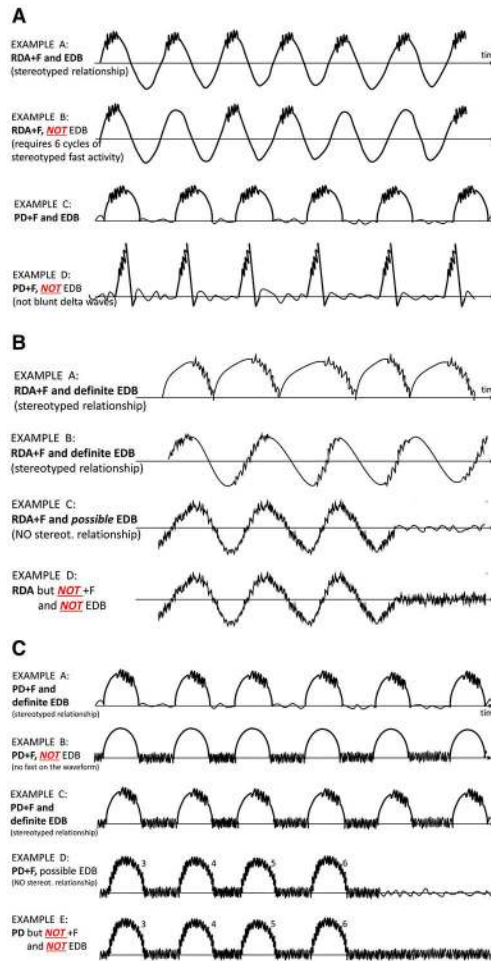 A
EXAMPLE A:
RDA+F and EDB
(stereotyped relationship)
tim
EXAMPLE B:
RDA+F, NOT EDB
(requires 6 cycles of
stereotyped fast activity)
EXAMPLE C:
PD+F and EDB
EXAMPLE D:
PD+F, NOT EDB
(not blunt delta waves)
B
EXAMPLE A:
RDA+F and definite EDB
(stereotyped relationship)
tim
EXAMPLE B:
RDA+F and definite EDB
(stereotyped relationship)
EXAMPLE C:
RDA+F and possible EDB
(NO stereot. relationship)
EXAMPLE D:
RDA but NOT +F
and NOT EDB
C
EXAMPLE A:
PD+F and
definite EDB
(stereotyped relationship)
tim
EXAMPLE B:
PD+F, NOT EDB
(no fast on the waveform)
EXAMPLE C:
PD+F and
definite EDB
(stereotyped relationship)
EXAMPLE D:
PD+F, possible EDB
(NO stereot. relationship)
3 4 5 6
EXAMPLE E:
PD but NOT +F
and NOT EDB
3 4 5 6